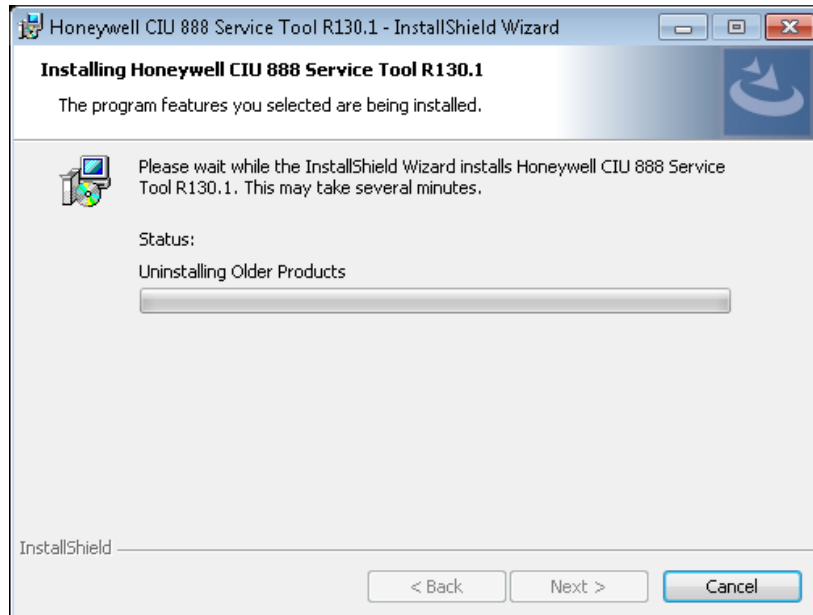 Honeywell CIU 888 Service Tool R130.1 - InstallShield Wizard
Installing Honeywell CIU 888 Service Tool R130.1
The program features you selected are being installed.
Please wait while the InstallShield Wizard installs Honeywell CIU 888 Service
Tool R130.1. This may take several minutes.
Status:
Uninstalling Older Products
InstallShield
< Back
Next >
Cancel